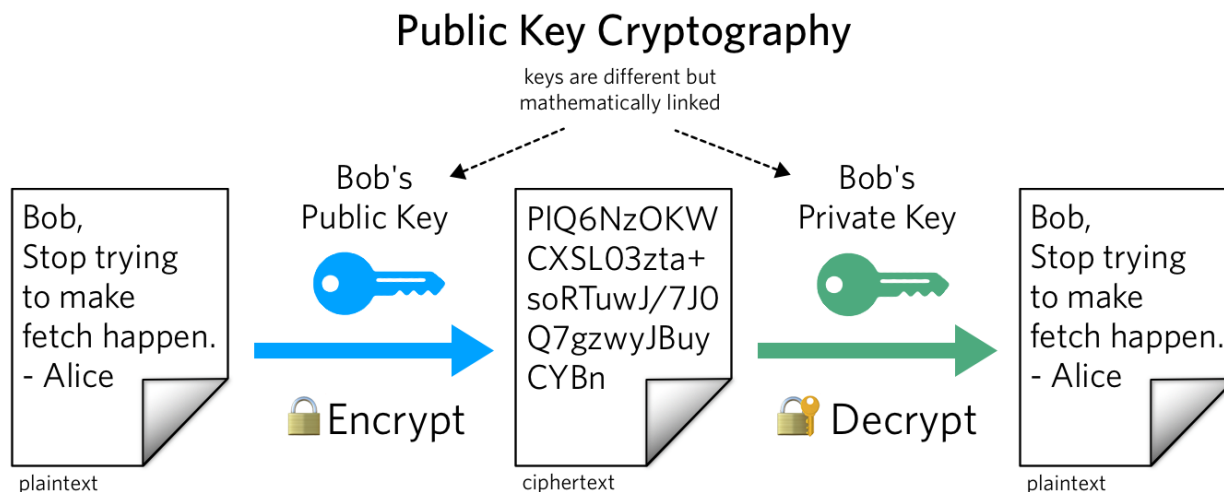 Public Key Cryptography
keys are different but
mathematically linked
Bob,
Stop trying
to make
fetch happen.
- Alice
plaintext
Bob's
Public Key
Encrypt
PlQ6NzOKW
CXSL03zta+
soRTuwJ/7J0
Q7gzwyJBuy
CYBn
ciphertext
Bob's
Private Key
Decrypt
Bob,
Stop trying
to make
fetch happen.
- Alice
plaintext